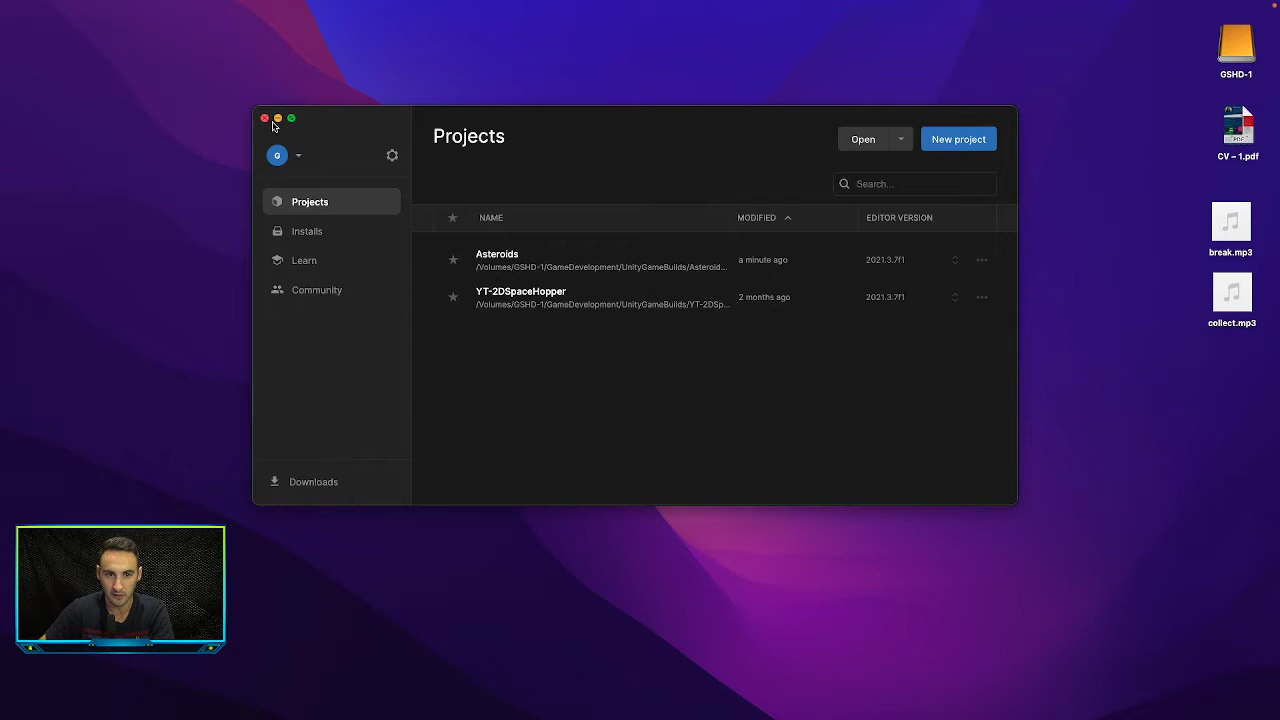 GSHD-1
CV – 1.pdf
PDF
break.mp3
collect.mp3
Projects
Open
New project
G
Search...
Projects
Installs
Learn
Community
Downloads
NAME
MODIFIED
EDITOR VERSION
Asteroids
a minute ago
2021.3.7f1
/Volumes/GSHD-1/GameDevelopment/UnityGameBuilds/Asteroid...
YT-2DSpaceHopper
2 months ago
2021.3.7f1
/Volumes/GSHD-1/GameDevelopment/UnityGameBuilds/YT-2DSp...